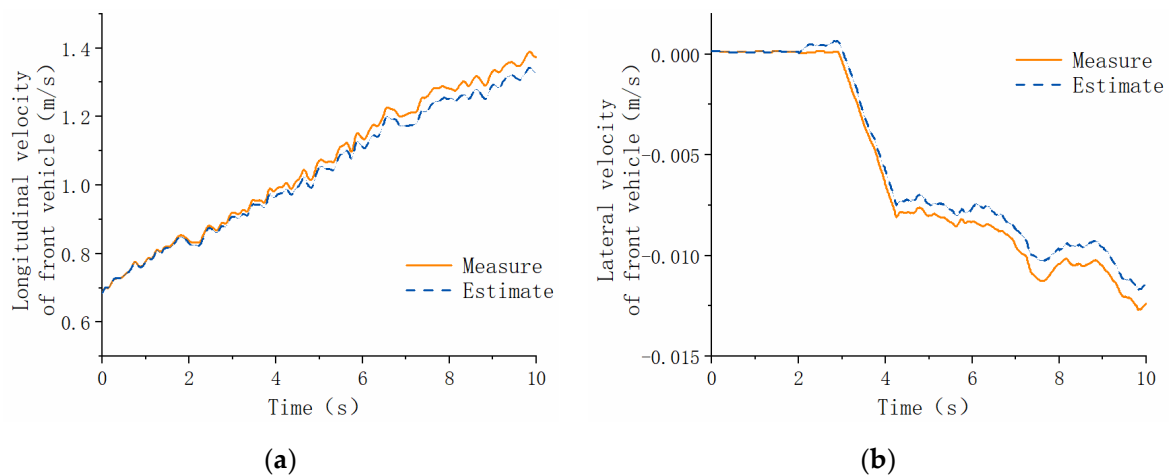 Longitudinal velocity
of front vehicle (m/s)
1.4
1.2
1.0
0.8
0.6
Measure
Estimate
0
2
4
6
8
10
Time (s)
(a)
Lateral velocity
of front vehicle (m/s)
0.000
-0.005
-0.010
-0.015
Measure
Estimate
0
2
4
6
8
10
Time (s)
(b)